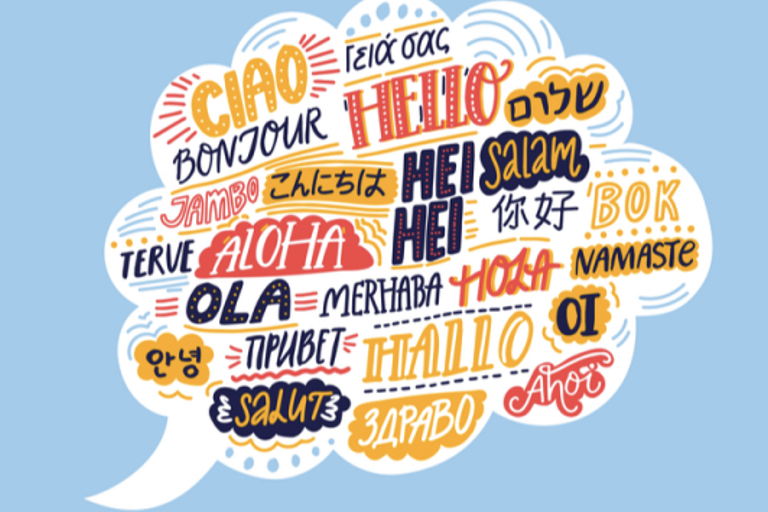 Γειά σας
CIAO
HELLO
שלום
BONJOUR
HEI HEI
Salam
JAMBO
こんにちは
你好
BOK
TERVE
ALOHA
NAMASTE
OLA
MERHABA
HOLA
OI
안녕
ПРИВЕТ
HALLO
Ahoi
SALUT
ЗДРАВО